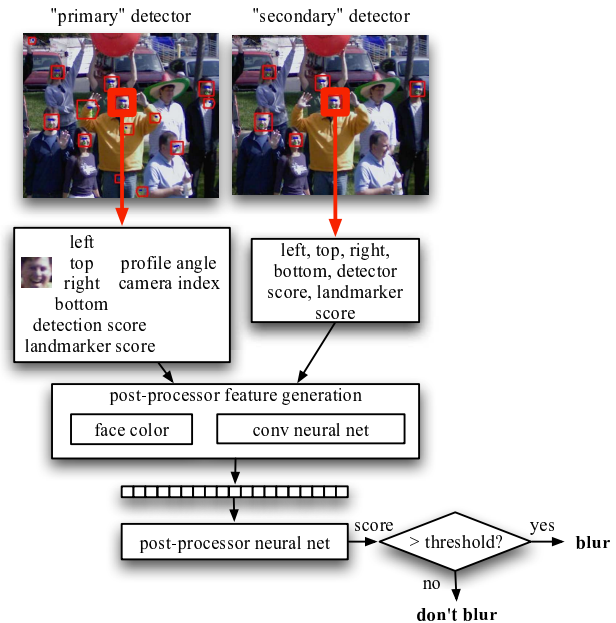 "primary" detector
"secondary" detector
left
top
right
bottom
profile angle
camera index
detection score
landmarker score
left, top, right,
bottom, detector
score, landmarker
score
post-processor feature generation
face color
conv neural net
post-processor neural net
score
> threshold?
yes
blur
no
don't blur